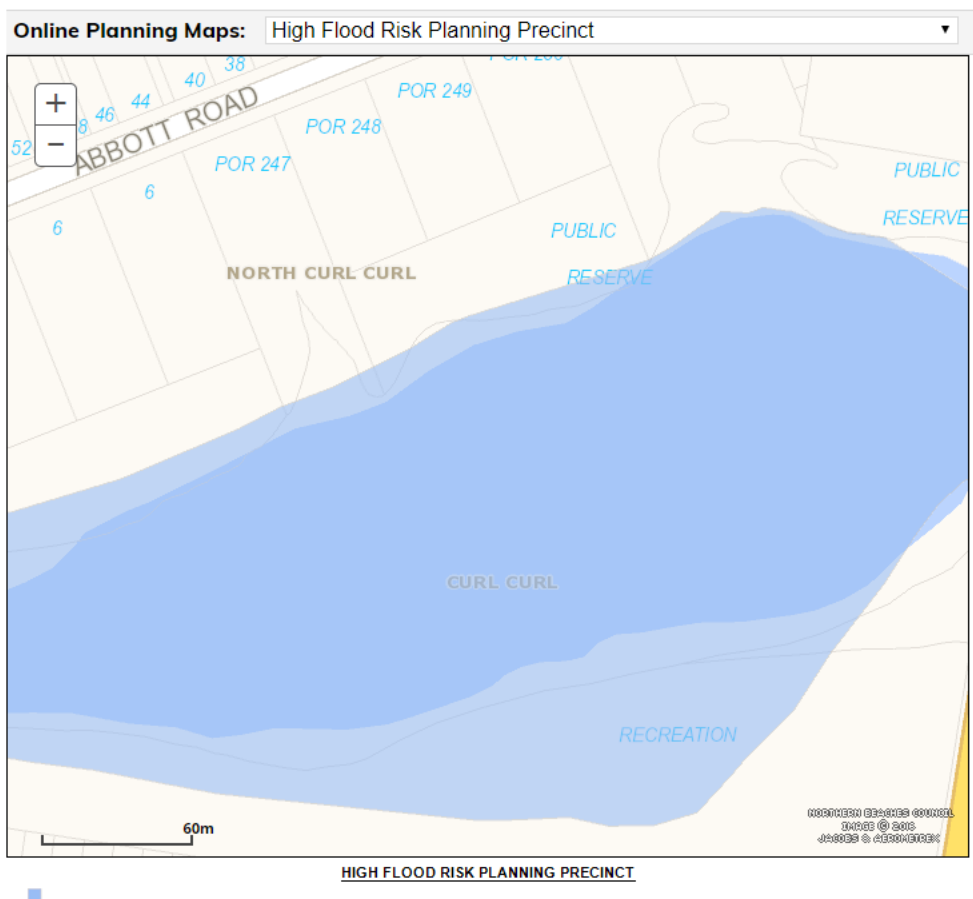 Online Planning Maps: High Flood Risk Planning Precinct
38
40
44
46
8
52
+
−
ABBOTT ROAD
POR 249
POR 248
POR 247
6
6
PUBLIC
RESERVE
PUBLIC
RESERVE
NORTH CURL CURL
CURL CURL
RECREATION
60m
NORTHERN BEACHES COUNCIL
IMAGE © 2016
JACOBS & AEROMETREX
HIGH FLOOD RISK PLANNING PRECINCT